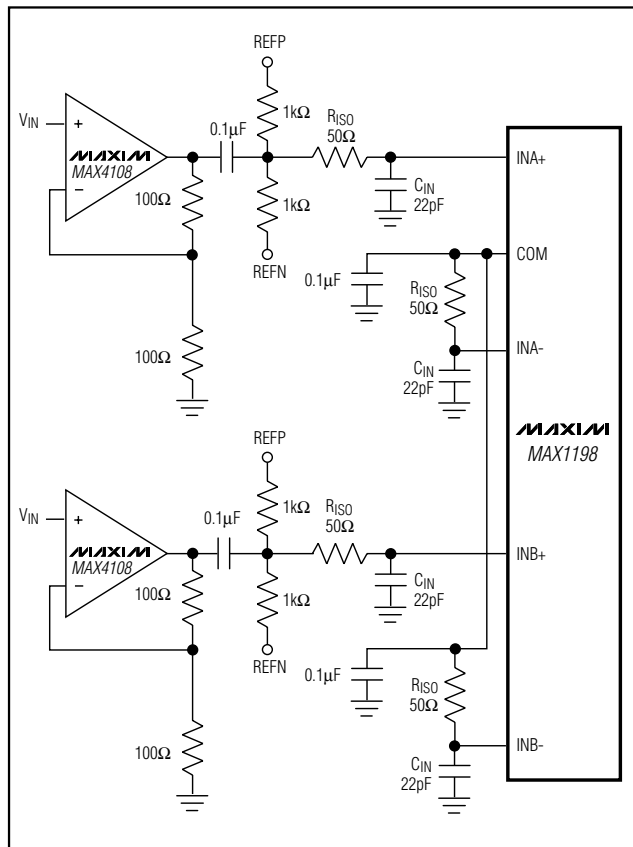 REFP
VIN
+
MAXIM
MAX4108
−
0.1µF
1kΩ
RISO
50Ω
INA+
100Ω
1kΩ
CIN
22pF
REFN
COM
0.1µF
RISO
50Ω
100Ω
INA-
CIN
22pF
MAXIM
MAX1198
REFP
VIN
+
MAXIM
MAX4108
−
0.1µF
1kΩ
RISO
50Ω
INB+
100Ω
1kΩ
CIN
22pF
REFN
0.1µF
RISO
50Ω
100Ω
INB-
CIN
22pF